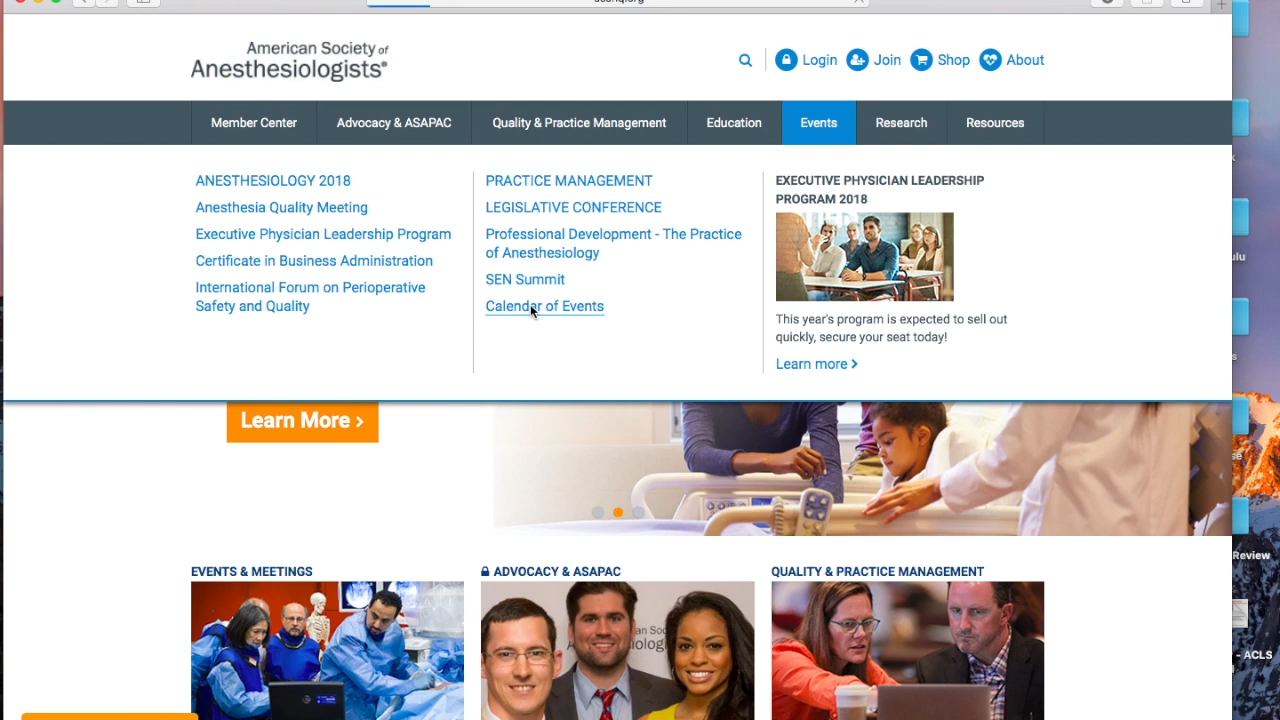 American Society of
Anesthesiologists®
Login
Join
Shop
About
Member Center
Advocacy & ASAPAC
Quality & Practice Management
Education
Events
Research
Resources
ANESTHESIOLOGY 2018
Anesthesia Quality Meeting
Executive Physician Leadership Program
Certificate in Business Administration
International Forum on Perioperative
Safety and Quality
PRACTICE MANAGEMENT
LEGISLATIVE CONFERENCE
Professional Development - The Practice
of Anesthesiology
SEN Summit
Calendar of Events
EXECUTIVE PHYSICIAN LEADERSHIP
PROGRAM 2018
This year's program is expected to sell out
quickly, secure your seat today!
Learn more >
Learn More >
EVENTS & MEETINGS
ADVOCACY & ASAPAC
QUALITY & PRACTICE MANAGEMENT
Review
- ACLS